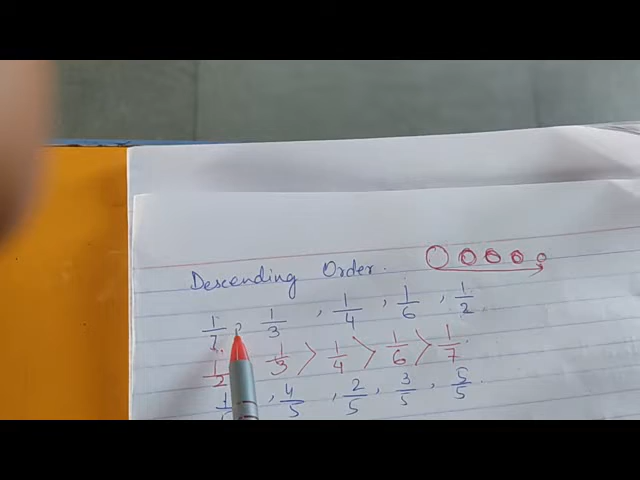 Descending Order.
1/7, 1/3, 1/4, 1/6, 1/2
1/2 1/3 > 1/4 > 1/6 > 1/7.
, 4/5, 2/5, 3/5, 5/5.